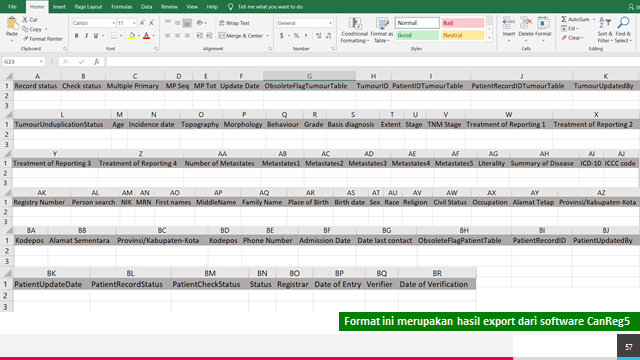 File Home Insert Page Layout Formulas Data Review View Help Tell me what you want to do
Paste Cut Copy Format Painter Clipboard
Calibri 11 Font
Wrap Text Merge & Center Alignment
General Number
Conditional Formatting Format as Table
Normal Bad Good Neutral Styles
Insert Delete Format Cells
AutoSum Fill Clear Sort & Filter Find & Select Editing
G23
A B C D E F G H I J K
1 Record status Check status Multiple Primary MP Seq MP Tot Update Date ObsoleteFlagTumourTable TumourID PatientIDTumourTable PatientRecordIDTumourTable TumourUpdatedBy
2
3
L M N O P Q R S T U V W X
TumourUnduplicationStatus Age Incidence date Topography Morphology Behaviour Grade Basis diagnosis Extent Stage TNM Stage Treatment of Reporting 1 Treatment of Reporting 2
Y Z AA AB AC AD AE AF AG AH AI AJ
Treatment of Reporting 3 Treatment of Reporting 4 Number of Metastates Metastates1 Metastates2 Metastates3 Metastates4 Metastates5 Literality Summary of Disease ICD-10 ICCC code
AK AL AM AN AO AP AQ AR AS AT AU AV AW AX AY AZ
Registry Number Person search NIK MRN First names MiddleName Family Name Place of Birth Birth date Sex Race Religion Civil Status Occupation Alamat Tetap Provinsi/Kabupaten-Kota
BA BB BC BD BE BF BG BH BI BJ
1 Kodepos Alamat Sementara Provinsi/Kabupaten-Kota Kodepos Phone Number Admission Date Date last contact ObsoleteFlagPatientTable PatientRecordID PatientUpdatedBy
2
3
BK BL BM BN BO BP BQ BR
1 PatientUpdateDate PatientRecordStatus PatientCheckStatus Status Registrar Date of Entry Verifier Date of Verification
2
3
Format ini merupakan hasil export dari software CanReg5
57